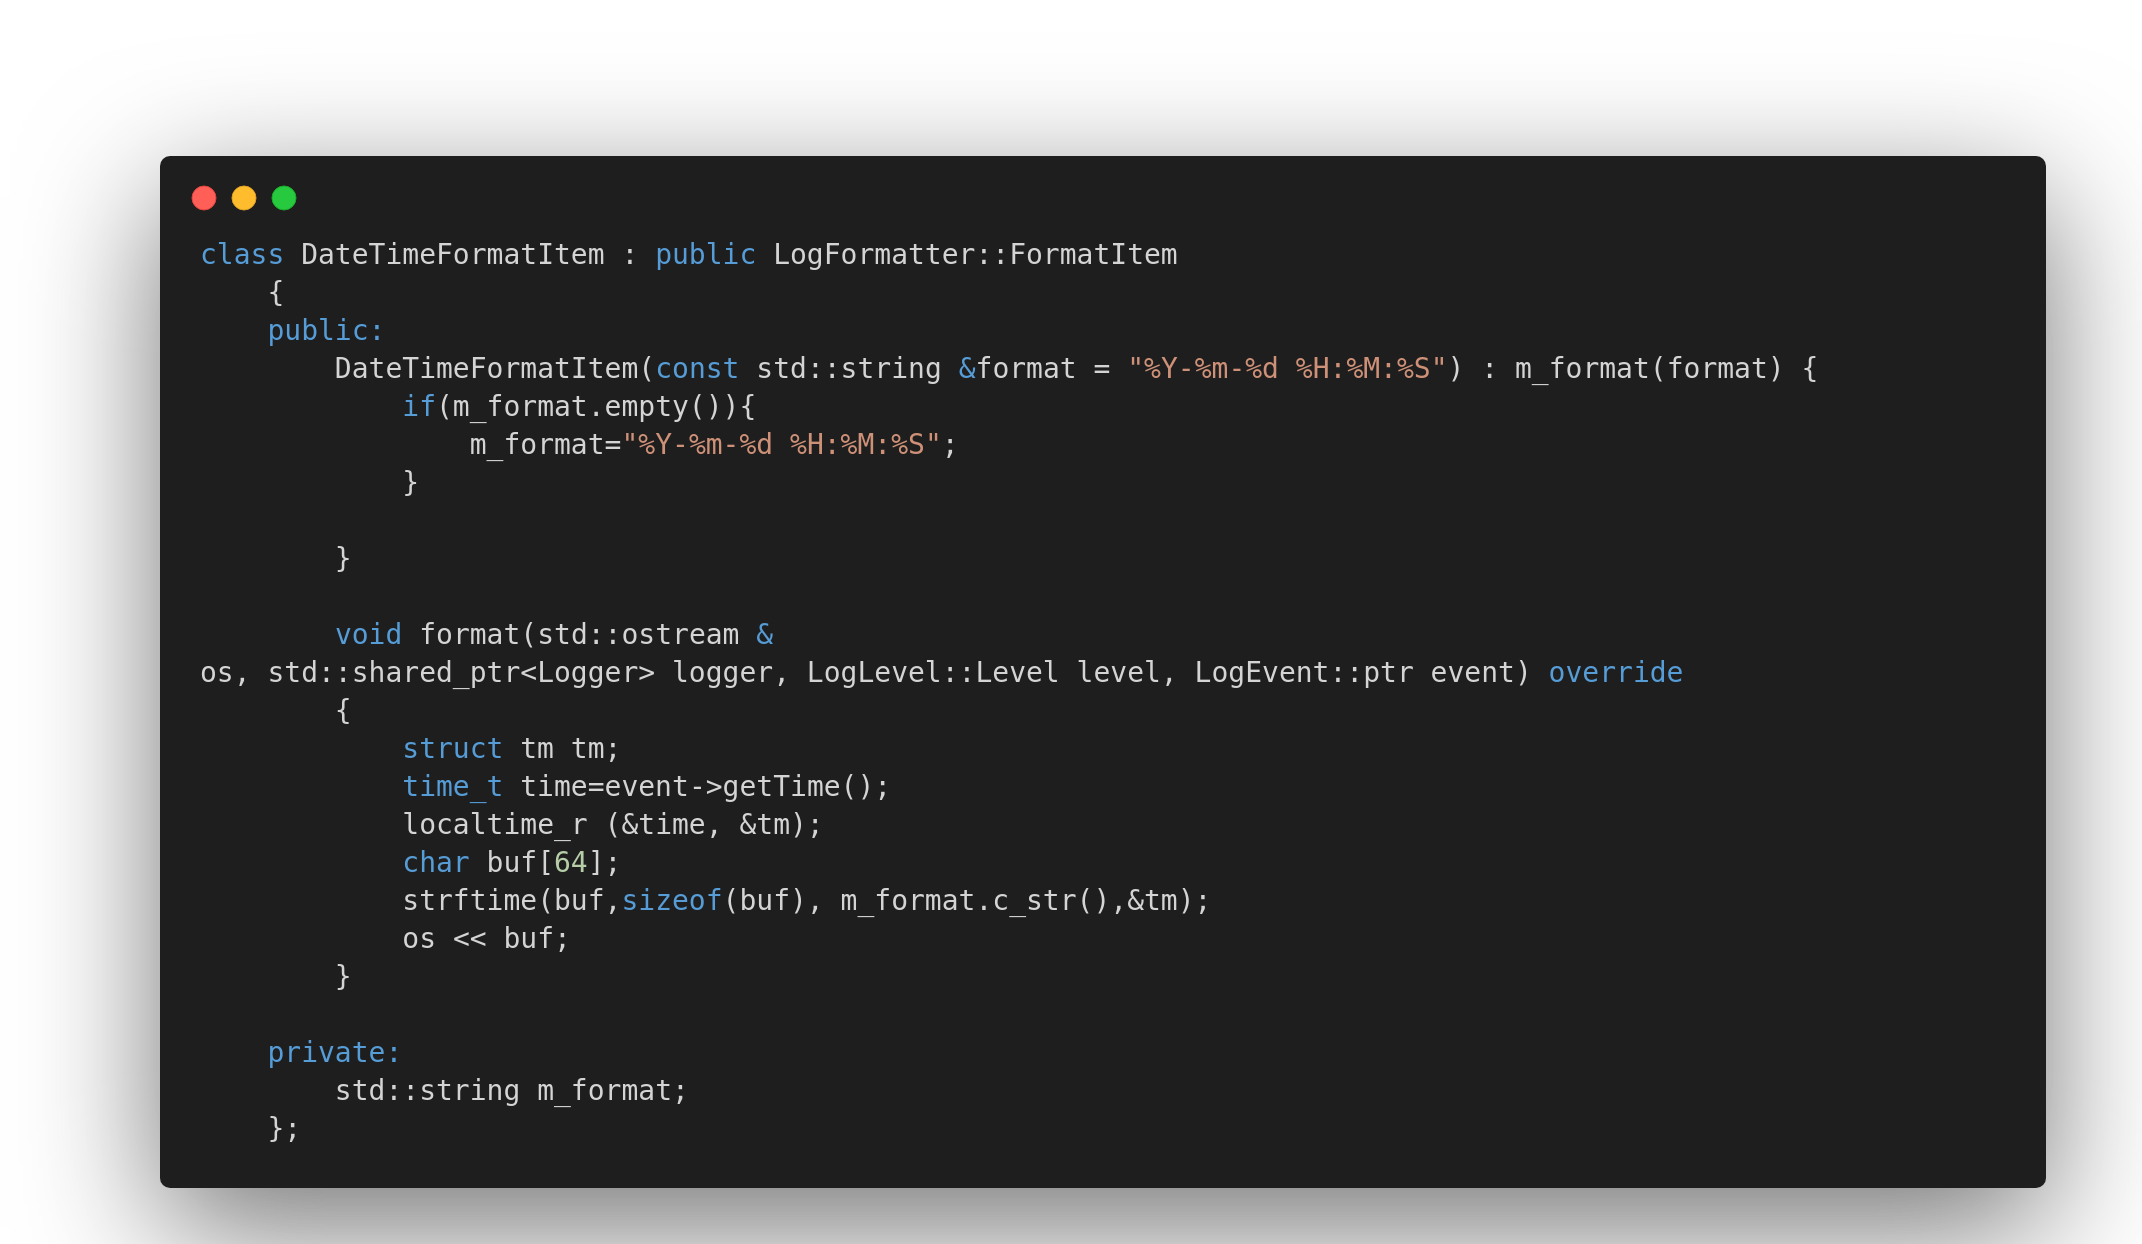 class DateTimeFormatItem : public LogFormatter::FormatItem
    {
    public:
        DateTimeFormatItem(const std::string &format = "%Y-%m-%d %H:%M:%S") : m_format(format) {
            if(m_format.empty()){
                m_format="%Y-%m-%d %H:%M:%S";
            }

        }

        void format(std::ostream &
os, std::shared_ptr<Logger> logger, LogLevel::Level level, LogEvent::ptr event) override
        {
            struct tm tm;
            time_t time=event->getTime();
            localtime_r (&time, &tm);
            char buf[64];
            strftime(buf,sizeof(buf), m_format.c_str(),&tm);
            os << buf;
        }

    private:
        std::string m_format;
    };